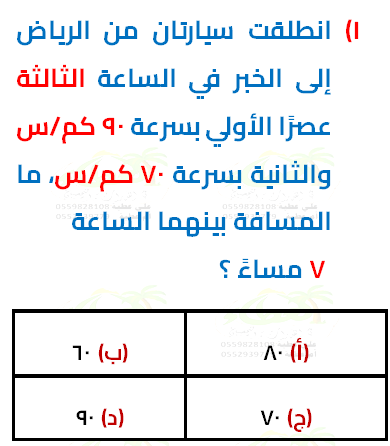 ١) انطلقت سيارتان من الرياض
إلى الخبر في الساعة الثالثة
عصرًا الأولي بسرعة ٩٠ كم/س
والثانية بسرعة ٧٠ كم/س، ما
المسافة بينهما الساعة
٧ مساءً ؟
(أ) ٨٠ (ب) ٦٠
(ج) ٧٠ (د) ٩٠